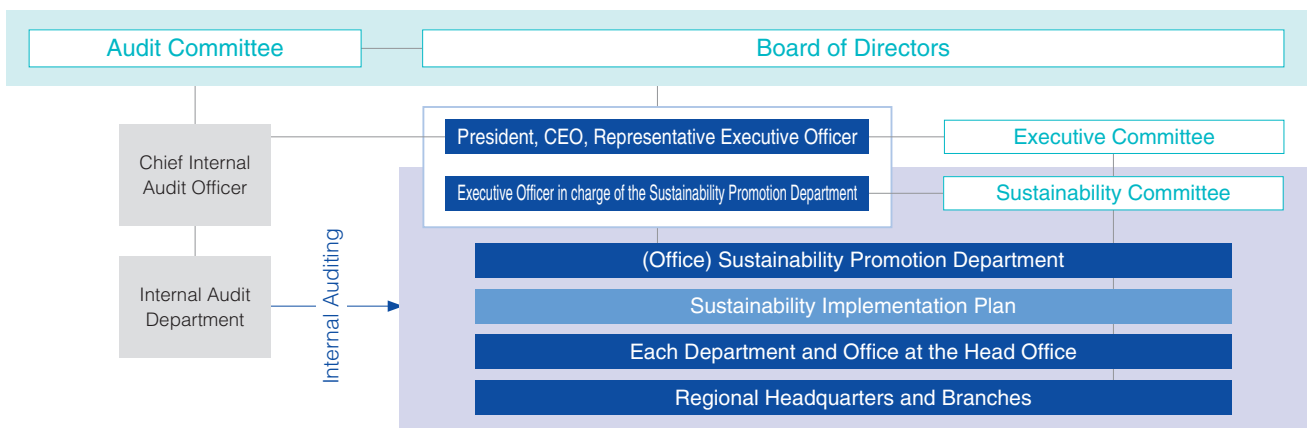 Audit Committee
Board of Directors
President, CEO, Representative Executive Officer
Executive Committee
Chief Internal
Audit Officer
Executive Officer in charge of the Sustainability Promotion Department
Sustainability Committee
Internal Audit
Department
Internal Auditing
(Office) Sustainability Promotion Department
Sustainability Implementation Plan
Each Department and Office at the Head Office
Regional Headquarters and Branches